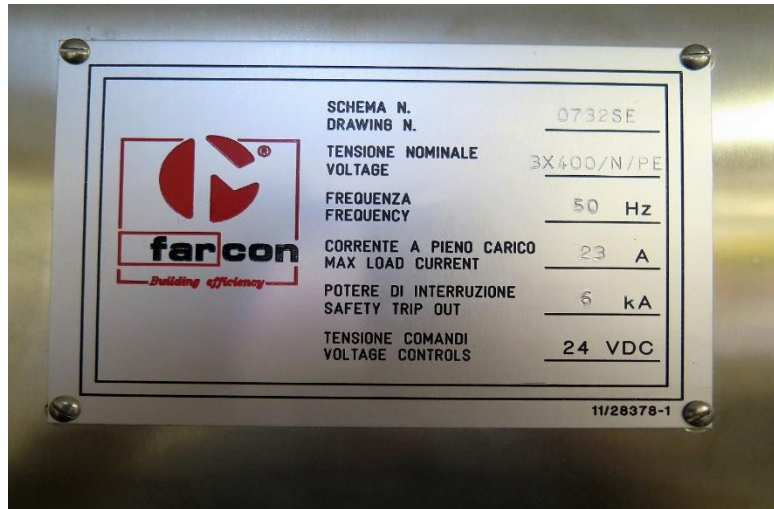 SCHEMA N.
DRAWING N. 0732SE
TENSIONE NOMINALE
VOLTAGE 3X400/N/PE
FREQUENZA
FREQUENCY 50 Hz
CORRENTE A PIENO CARICO
MAX LOAD CURRENT 23 A
POTERE DI INTERRUZIONE
SAFETY TRIP OUT 6 kA
TENSIONE COMANDI
VOLTAGE CONTROLS 24 VDC
®
farcon
Building efficiency
11/28378-1